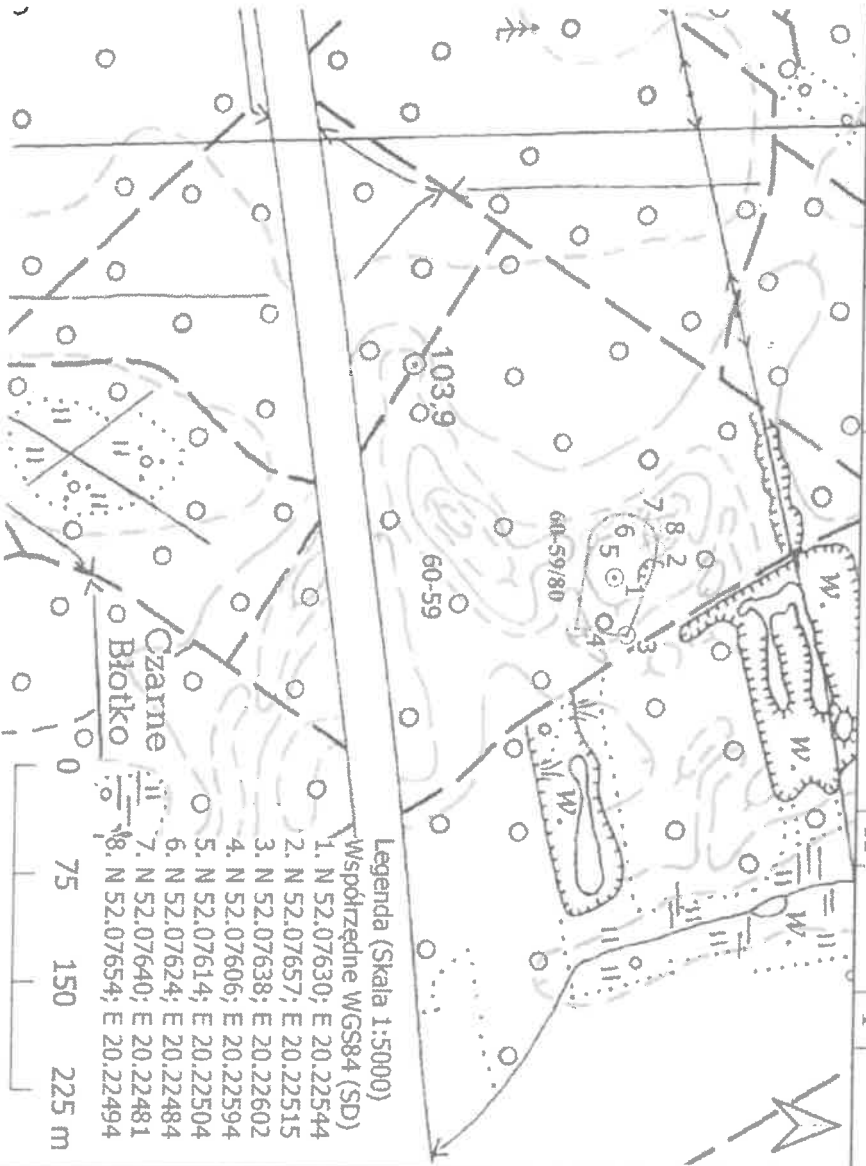 W.
W.
W.
W.
7
8
2
6
5
1
3
4
60-59/80
60-59
103,9
Czarne
Błotko
Legenda (Skala 1:5000)
Współrzędne WGS84 (SD)
1. N 52.07630; E 20.22544
2. N 52.07657; E 20.22515
3. N 52.07638; E 20.22602
4. N 52.07606; E 20.22594
5. N 52.07614; E 20.22504
6. N 52.07624; E 20.22484
7. N 52.07640; E 20.22481
8. N 52.07654; E 20.22494
0 75 150 225 m